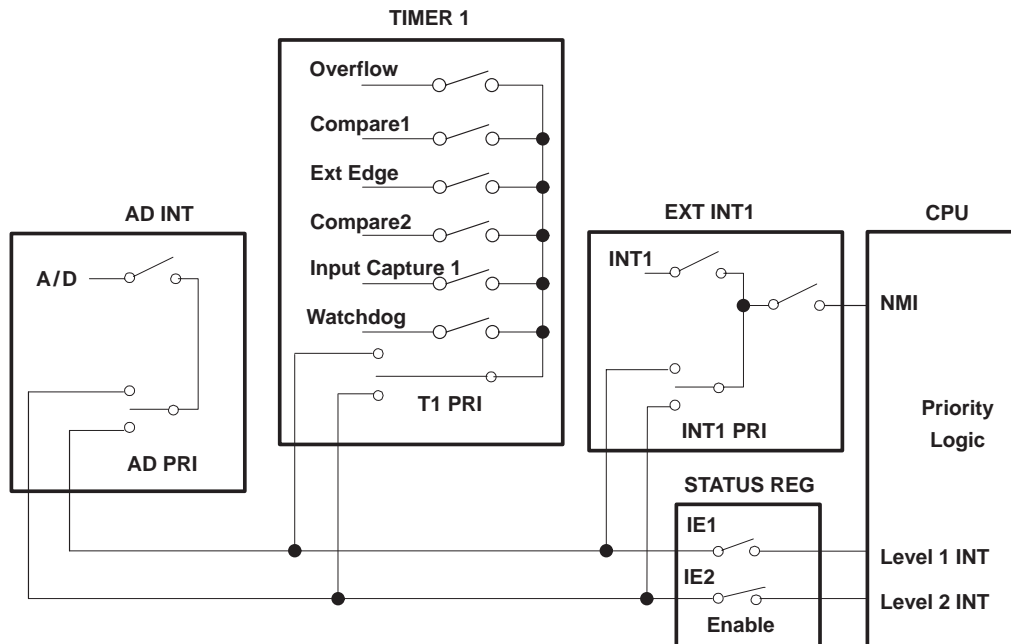 TIMER 1
Overflow
Compare1
Ext Edge
Compare2
Input Capture 1
Watchdog
T1 PRI
AD INT
A/D
AD PRI
EXT INT1
INT1
INT1 PRI
CPU
NMI
Priority
Logic
STATUS REG
IE1
Level 1 INT
IE2
Level 2 INT
Enable